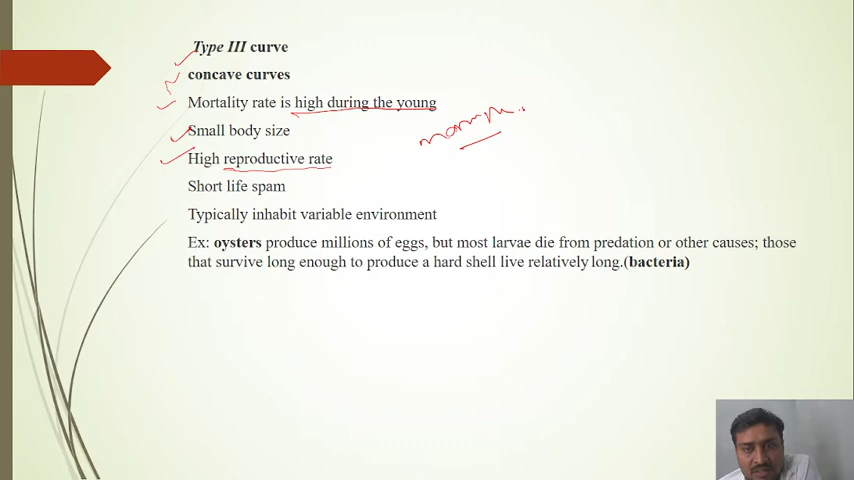 Type III curve
concave curves
Mortality rate is high during the young
Small body size
High reproductive rate
Short life spam
Typically inhabit variable environment
Ex: oysters produce millions of eggs, but most larvae die from predation or other causes; those
that survive long enough to produce a hard shell live relatively long.(bacteria)